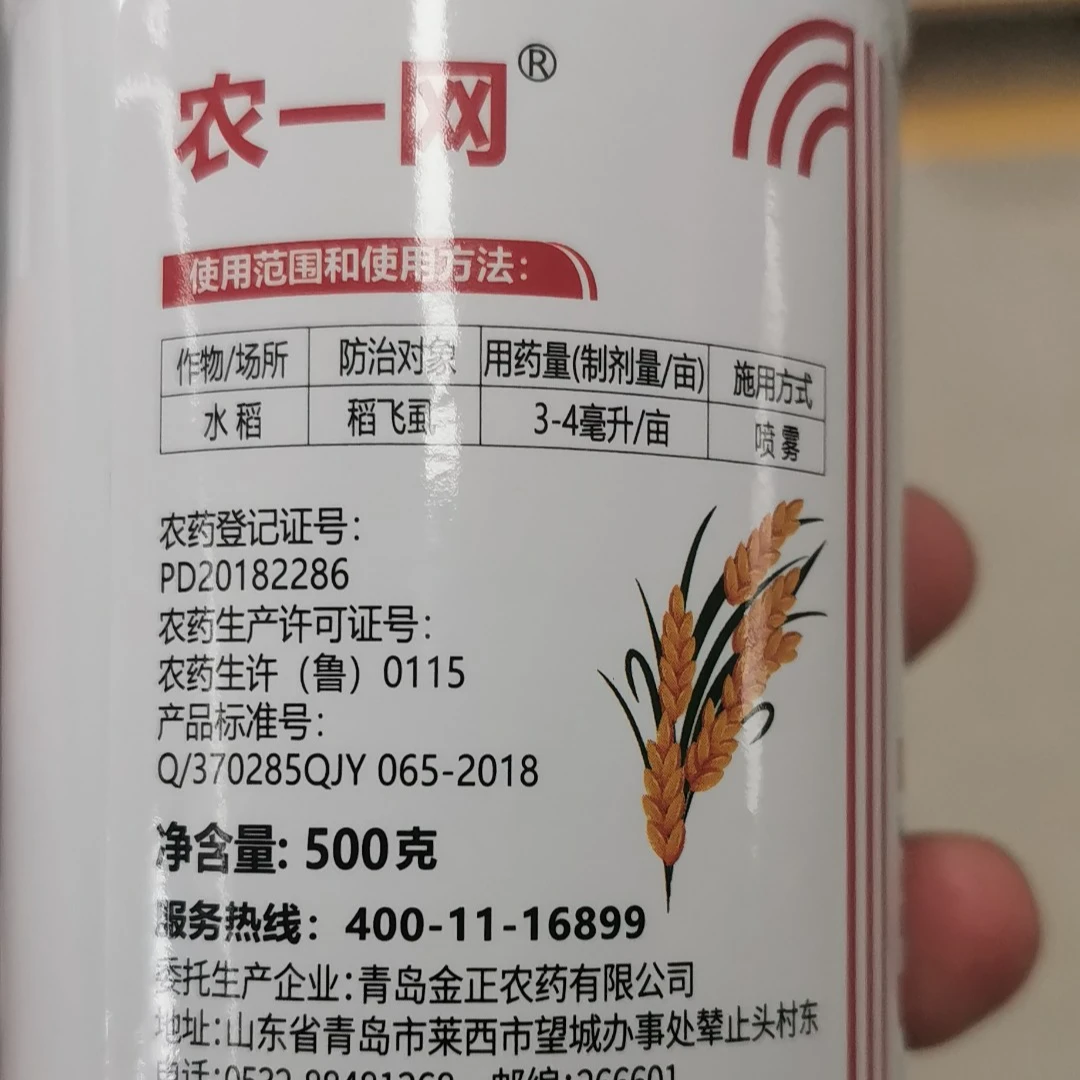 农一网®
使用范围和使用方法：
作物/场所 防治对象 用药量(制剂量/亩) 施用方式
水稻 稻飞虱 3-4毫升/亩 喷雾
农药登记证号：
PD20182286
农药生产许可证号：
农药生许（鲁）0115
产品标准号：
Q/370285QJY 065-2018
净含量: 500克
服务热线：400-11-16899
委托生产企业：青岛金正农药有限公司
地址：山东省青岛市莱西市望城办事处辇止头村东
电话：0532- 邮编：266601